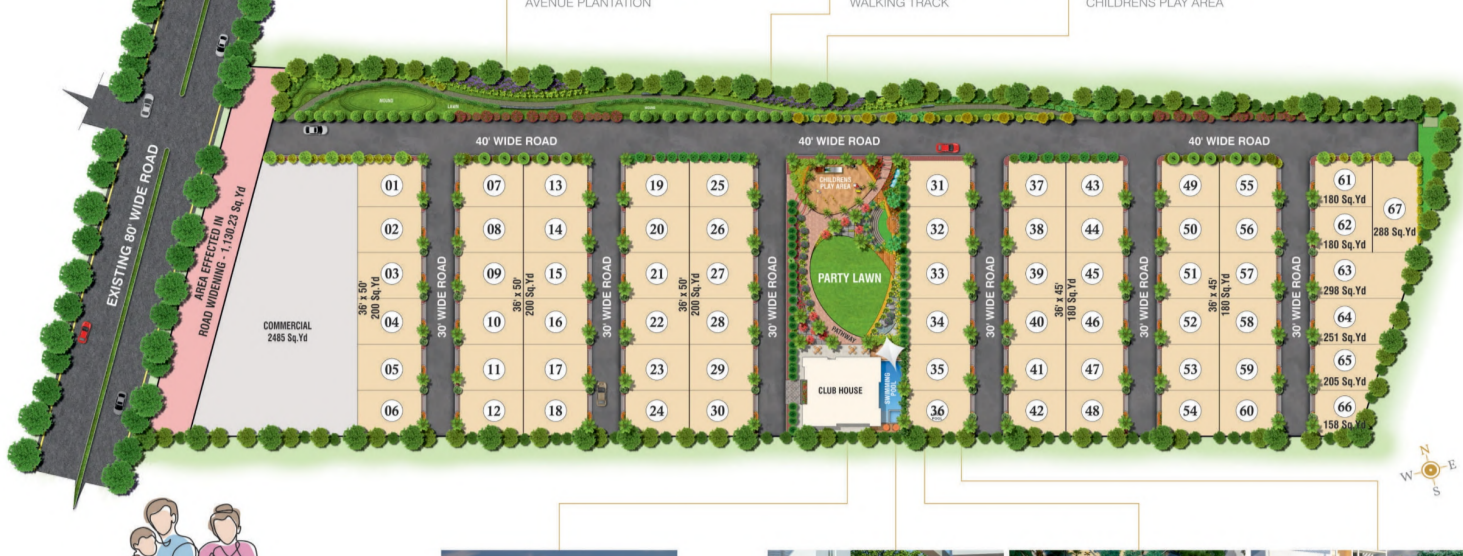 AVENUE PLANTATION
WALKING TRACK
CHILDRENS PLAY AREA
EXISTING 80' WIDE ROAD
AREA EFFECTED IN
ROAD WIDENING - 1,130.23 Sq.Yd
MOUND
LAWN
MOUND
40' WIDE ROAD
40' WIDE ROAD
40' WIDE ROAD
COMMERCIAL
2485 Sq.Yd
01
02
03
04
05
06
36' x 50'
200 Sq.Yd
30' WIDE ROAD
07
08
09
10
11
12
36' x 50'
200 Sq.Yd
13
14
15
16
17
18
30' WIDE ROAD
19
20
21
22
23
24
36' x 50'
200 Sq.Yd
25
26
27
28
29
30
30' WIDE ROAD
CHILDRENS
PLAY AREA
PARTY LAWN
PATHWAY
CLUB HOUSE
SWIMMING
POOL
31
32
33
34
35
36
30' WIDE ROAD
37
38
39
40
41
42
36' x 45'
180 Sq.Yd
43
44
45
46
47
48
30' WIDE ROAD
49
50
51
52
53
54
36' x 45'
180 Sq.Yd
55
56
57
58
59
60
30' WIDE ROAD
61
180 Sq.Yd
62
180 Sq.Yd
67
288 Sq.Yd
63
298 Sq.Yd
64
251 Sq.Yd
65
205 Sq.Yd
66
158 Sq.Yd
N
W
E
S